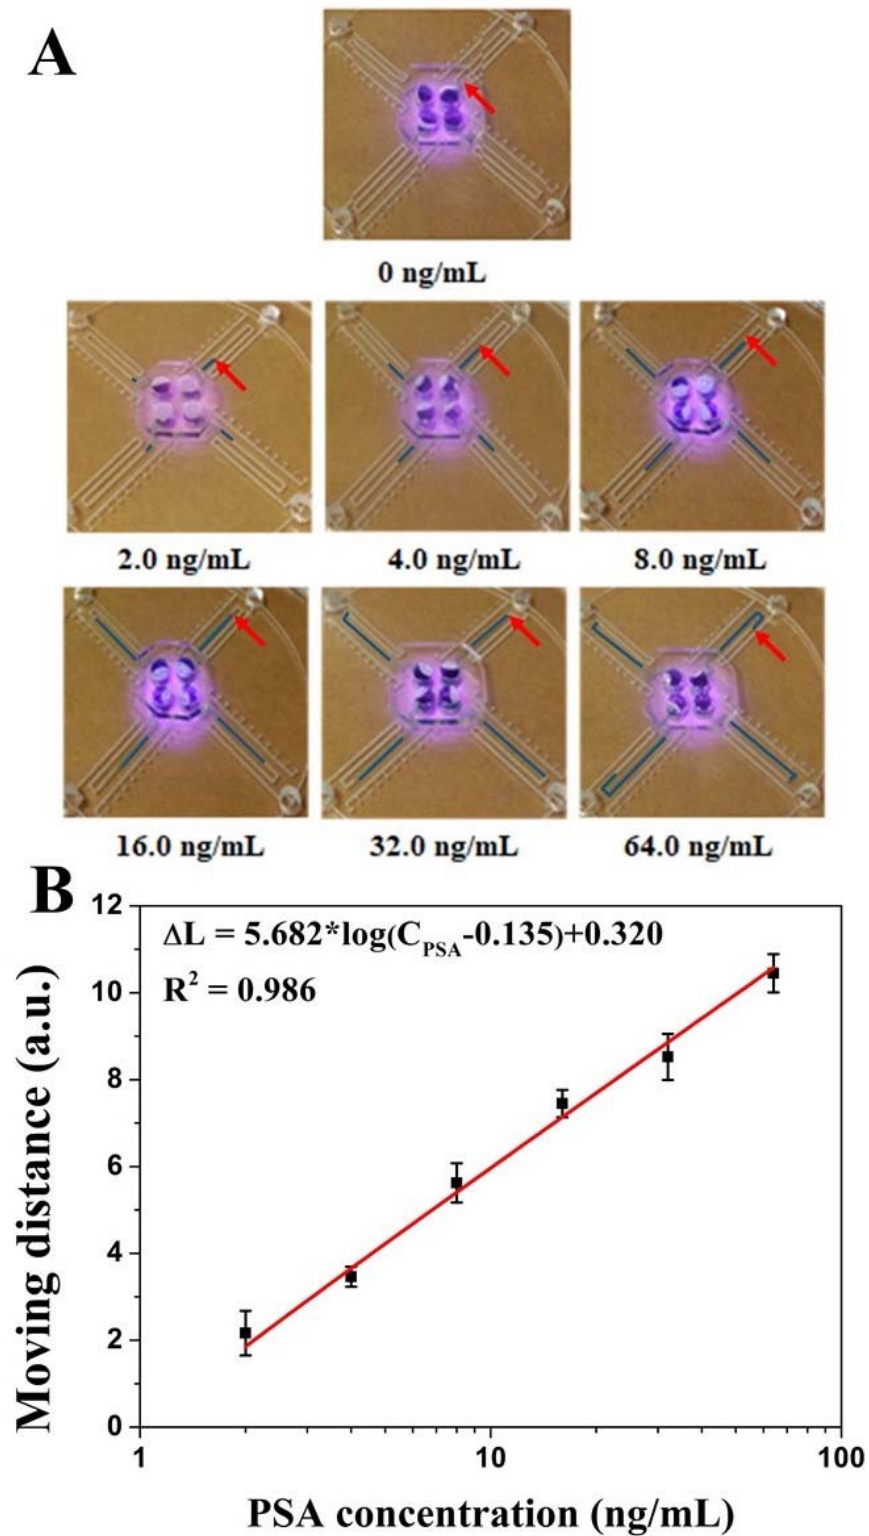 A
0 ng/mL
2.0 ng/mL 4.0 ng/mL 8.0 ng/mL
16.0 ng/mL 32.0 ng/mL 64.0 ng/mL
B
ΔL = 5.682*log(C_PSA-0.135)+0.320
R² = 0.986
Moving distance (a.u.)
12
10
8
6
4
2
0
1 10 100
PSA concentration (ng/mL)